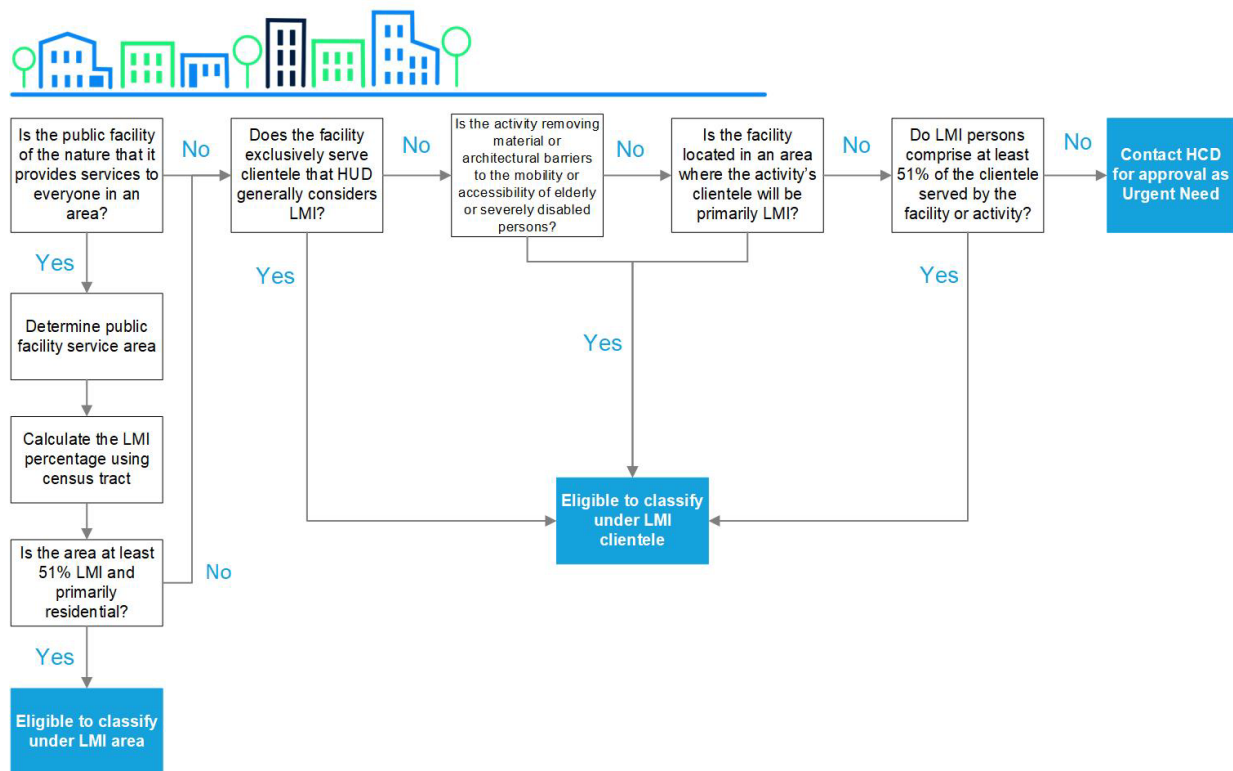 Is the public facility
of the nature that it
provides services to
everyone in an
area?
No
Does the facility
exclusively serve
clientele that HUD
generally considers
LMI?
No
Is the activity removing
material or
architectural barriers
to the mobility or
accessibility of elderly
or severely disabled
persons?
No
Is the facility
located in an area
where the activity's
clientele will be
primarily LMI?
No
Do LMI persons
comprise at least
51% of the clientele
served by the
facility or activity?
No
Contact HCD
for approval as
Urgent Need
Yes
Yes
Yes
Yes
Determine public
facility service area
Calculate the LMI
percentage using
census tract
Is the area at least
51% LMI and
primarily
residential?
No
Eligible to classify
under LMI
clientele
Yes
Eligible to classify
under LMI area